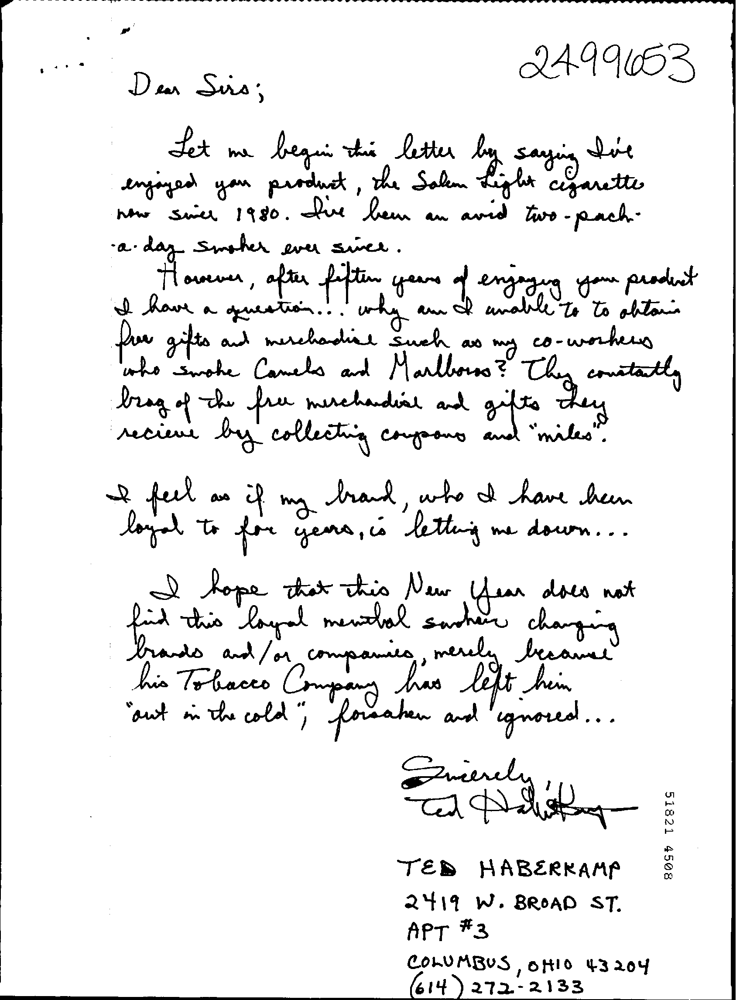 2499653
Dear Sirs;
Let me begin this letter by saying I've
enjoyed your product, the Salem Light cigarette
now since 1980. I've been an avid two-pack-
-a-day smoker ever since.
However, after fiften years of enjoying your product
I have a question... why am I unable to to obtain
free gifts and merchandise such as my co-workers
who smoke Camels and Marlboros? They constantly
brag of the free merchandise and gifts they
recieve by collecting coupons and "miles".
I feel as if my brand, who I have been
loyal to for years, is letting me down...
I hope that this New Year does not
find this loyal menthol smoker changing
brands and/or companies, merely because
his Tobacco Company has left him
"out in the cold", forsaken and ignored...
Sincerely,
Ted Haberkamp
TED HABERKAMP
2419 W. BROAD ST.
APT #3
COLUMBUS, OHIO 43204
(614) 272-2133
51821 4508